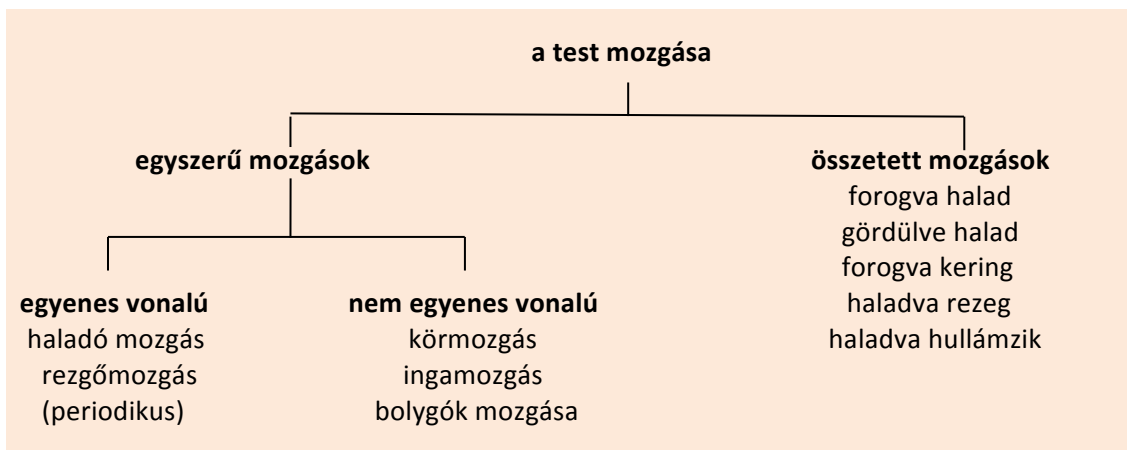 a test mozgása
egyszerű mozgások
egyenes vonalú
haladó mozgás
rezgőmozgás
(periodikus)
nem egyenes vonalú
körmozgás
ingamozgás
bolygók mozgása
összetett mozgások
forogva halad
gördülve halad
forogva kering
haladva rezeg
haladva hullámzik